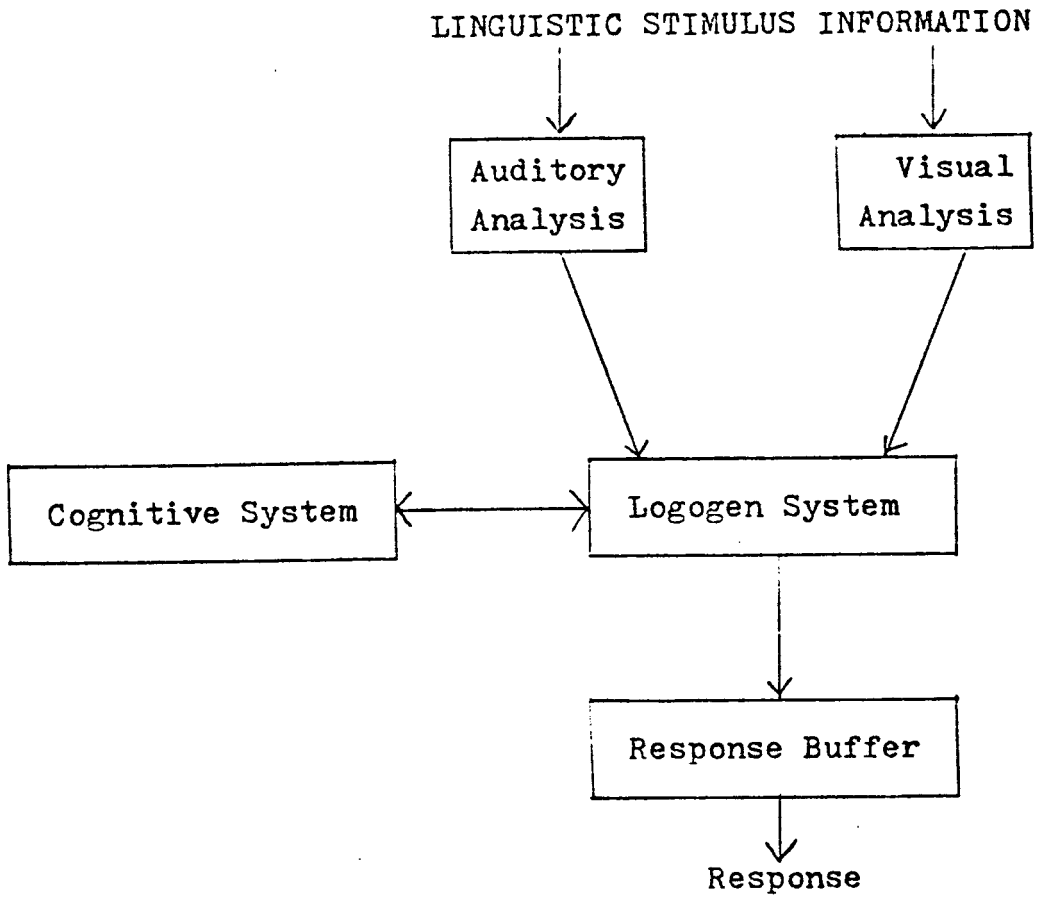 LINGUISTIC STIMULUS INFORMATION
Auditory
Analysis
Visual
Analysis
Cognitive System
Logogen System
Response Buffer
Response